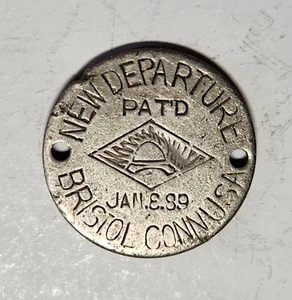 NEW DEPARTURE
PAT'D
JAN.8.89
BRISTOL CONN.U.S.A.